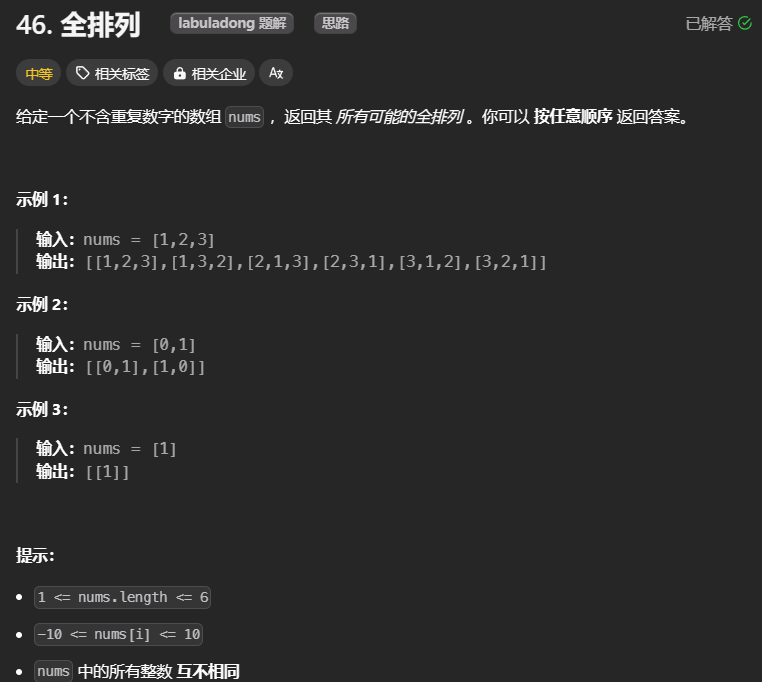 46. 全排列 labuladong 题解 思路 已解答
中等 相关标签 相关企业 Aあ
给定一个不含重复数字的数组 nums ，返回其 所有可能的全排列 。你可以 按任意顺序 返回答案。
示例 1：
输入：nums = [1,2,3]
输出：[[1,2,3],[1,3,2],[2,1,3],[2,3,1],[3,1,2],[3,2,1]]
示例 2：
输入：nums = [0,1]
输出：[[0,1],[1,0]]
示例 3：
输入：nums = [1]
输出：[[1]]
提示：
• 1 <= nums.length <= 6
• -10 <= nums[i] <= 10
• nums 中的所有整数 互不相同